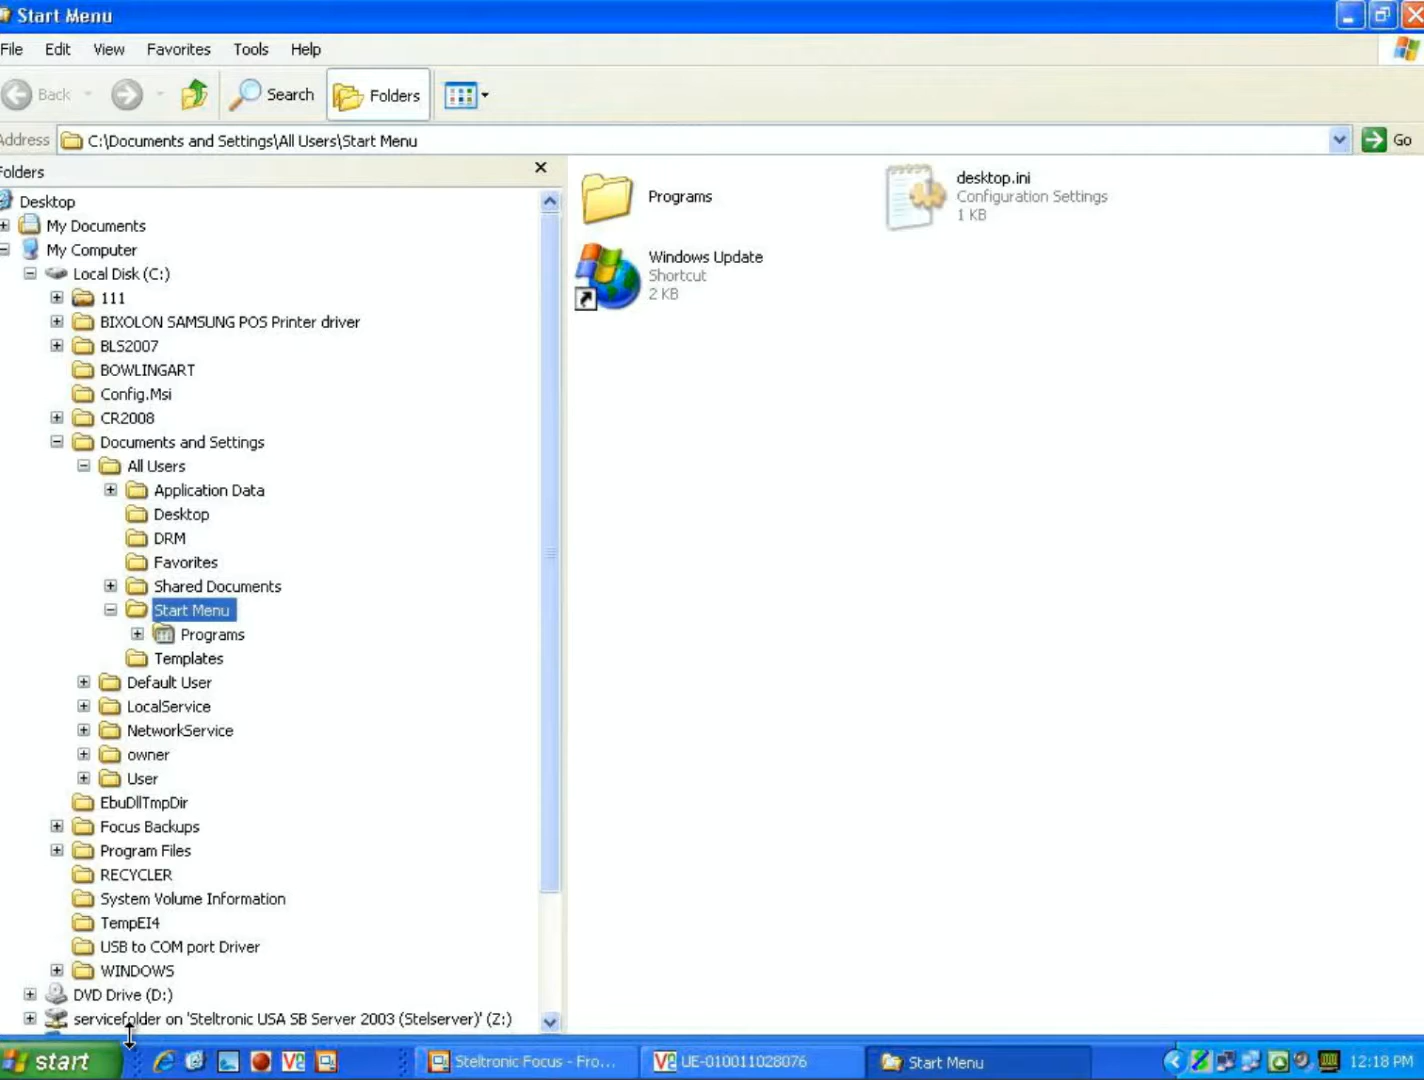 Start Menu
File Edit View Favorites Tools Help
Back Search Folders
Address C:\Documents and Settings\All Users\Start Menu Go
Folders
Desktop
My Documents
My Computer
Local Disk (C:)
111
BIXOLON SAMSUNG POS Printer driver
BLS2007
BOWLINGART
Config.Msi
CR2008
Documents and Settings
All Users
Application Data
Desktop
DRM
Favorites
Shared Documents
Start Menu
Programs
Templates
Default User
LocalService
NetworkService
owner
User
EbuDllTmpDir
Focus Backups
Program Files
RECYCLER
System Volume Information
TempEI4
USB to COM port Driver
WINDOWS
DVD Drive (D:)
servicefolder on 'Steltronic USA SB Server 2003 (Stelserver)' (Z:)
Programs
desktop.ini
Configuration Settings
1 KB
Windows Update
Shortcut
2 KB
start Steltronic Focus - Fro... UE-010011028076 Start Menu 12:18 PM